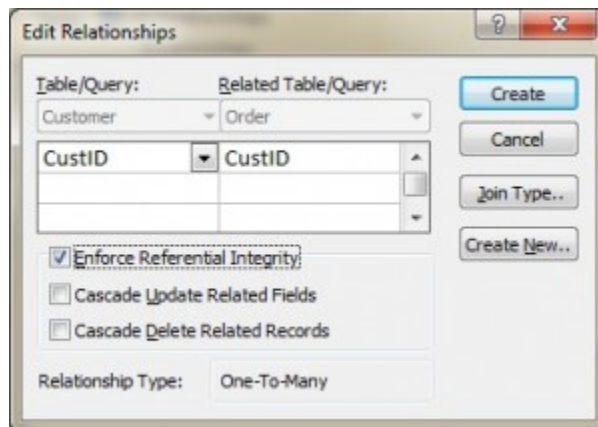 Edit Relationships
Table/Query: Related Table/Query:
Customer Order
CustID CustID
Enforce Referential Integrity
Cascade Update Related Fields
Cascade Delete Related Records
Relationship Type: One-To-Many
Create
Cancel
Join Type..
Create New..